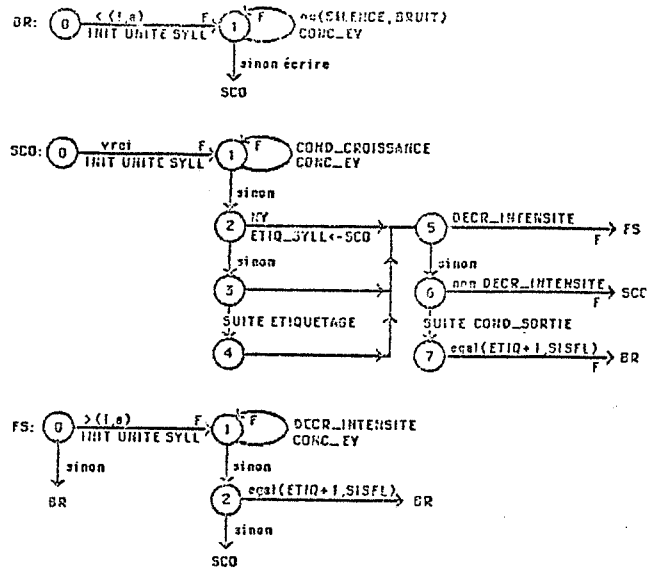 BR: 0 < (I,a) F 1 F ou(SILENCE, BRUIT)
INIT UNITE SYLL CONC_EY
sinon écrire
SCO
SCO: 0 vrai F 1 F COND_CROISSANCE
INIT UNITE SYLL CONC_EY
sinon
2 NY 5 DECR_INTENSITE FS
ETIQ_SYLL<-SCO F
sinon sinon
3 6 non DECR_INTENSITE SCO
F
SUITE ETIQUETAGE SUITE COND_SORTIE
4 7 egal(ETIQ+1,SISFL) BR
F
FS: 0 >(I,a) F 1 F DECR_INTENSITE
INIT UNITE SYLL CONC_EY
sinon sinon
BR 2 egal(ETIQ+1,SISFL) BR
sinon
SCO